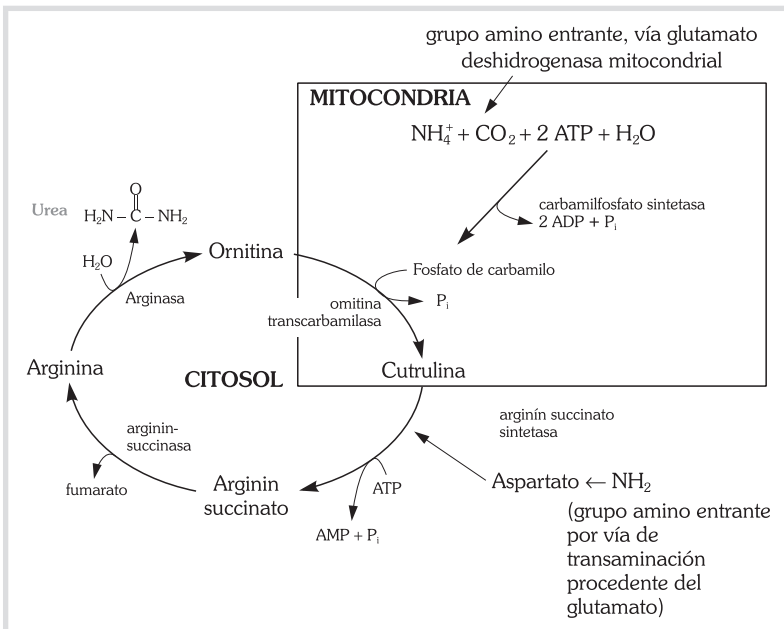 grupo amino entrante, vía glutamato
deshidrogenasa mitocondrial
MITOCONDRIA
NH₄⁺ + CO₂ + 2 ATP + H₂O
carbamilfosfato sintetasa
2 ADP + Pᵢ
Urea
O
H₂N – C – NH₂
H₂O
Ornitina
Arginasa
Fosfato de carbamilo
Pᵢ
omitina
transcarbamilasa
Arginina
CITOSOL
Cutrulina
arginín succinato
sintetasa
arginin-
succinasa
fumarato
Arginin
succinato
ATP
AMP + Pᵢ
Aspartato ← NH₂
(grupo amino entrante
por vía de
transaminación
procedente del
glutamato)